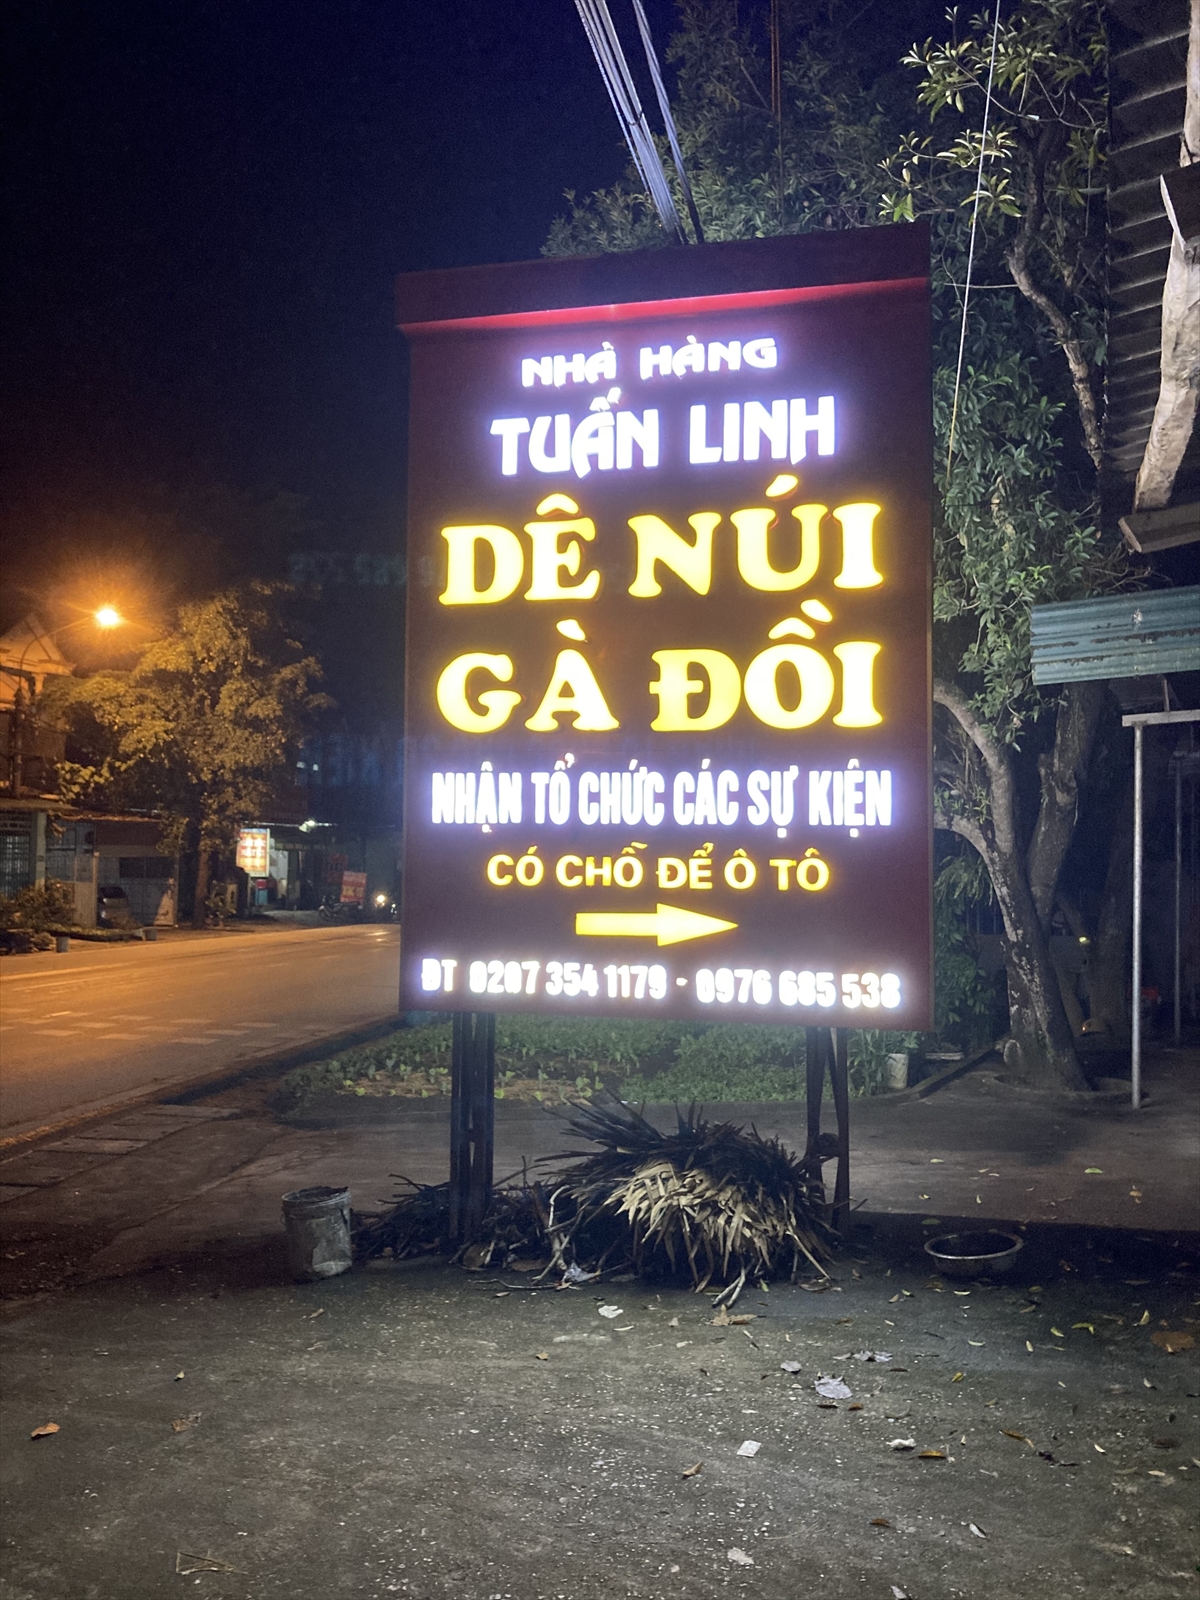 NHÀ HÀNG
TUẤN LINH
DÊ NÚI
GÀ ĐỒI
NHẬN TỔ CHỨC CÁC SỰ KIỆN
CÓ CHỖ ĐỂ Ô TÔ
ĐT 0207 354 1179 - 0976 685 538